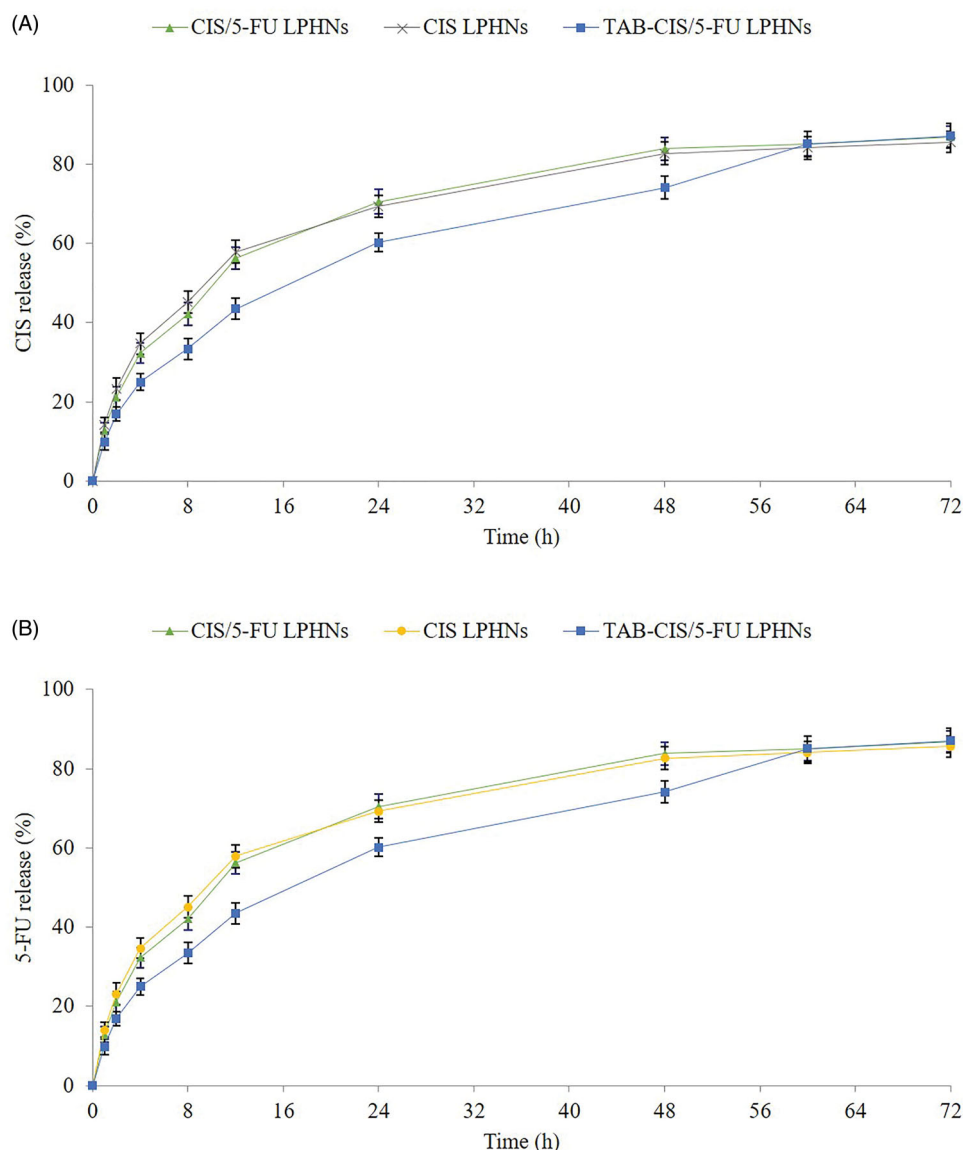 (A)
CIS/5-FU LPHNs CIS LPHNs TAB-CIS/5-FU LPHNs
100
80
60
40
20
0
CIS release (%)
0 8 16 24 32 40 48 56 64 72
Time (h)
(B)
CIS/5-FU LPHNs CIS LPHNs TAB-CIS/5-FU LPHNs
100
80
60
40
20
0
5-FU release (%)
0 8 16 24 32 40 48 56 64 72
Time (h)